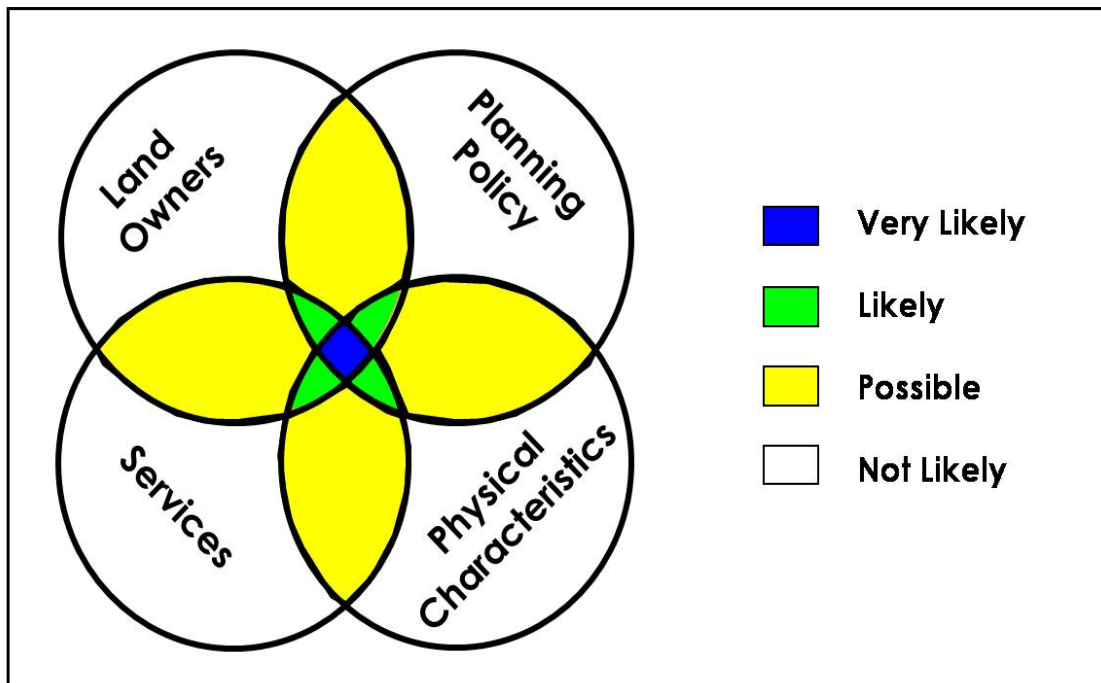 Land
Owners
Planning
Policy
Services
Physical
Characteristics
Very Likely
Likely
Possible
Not Likely